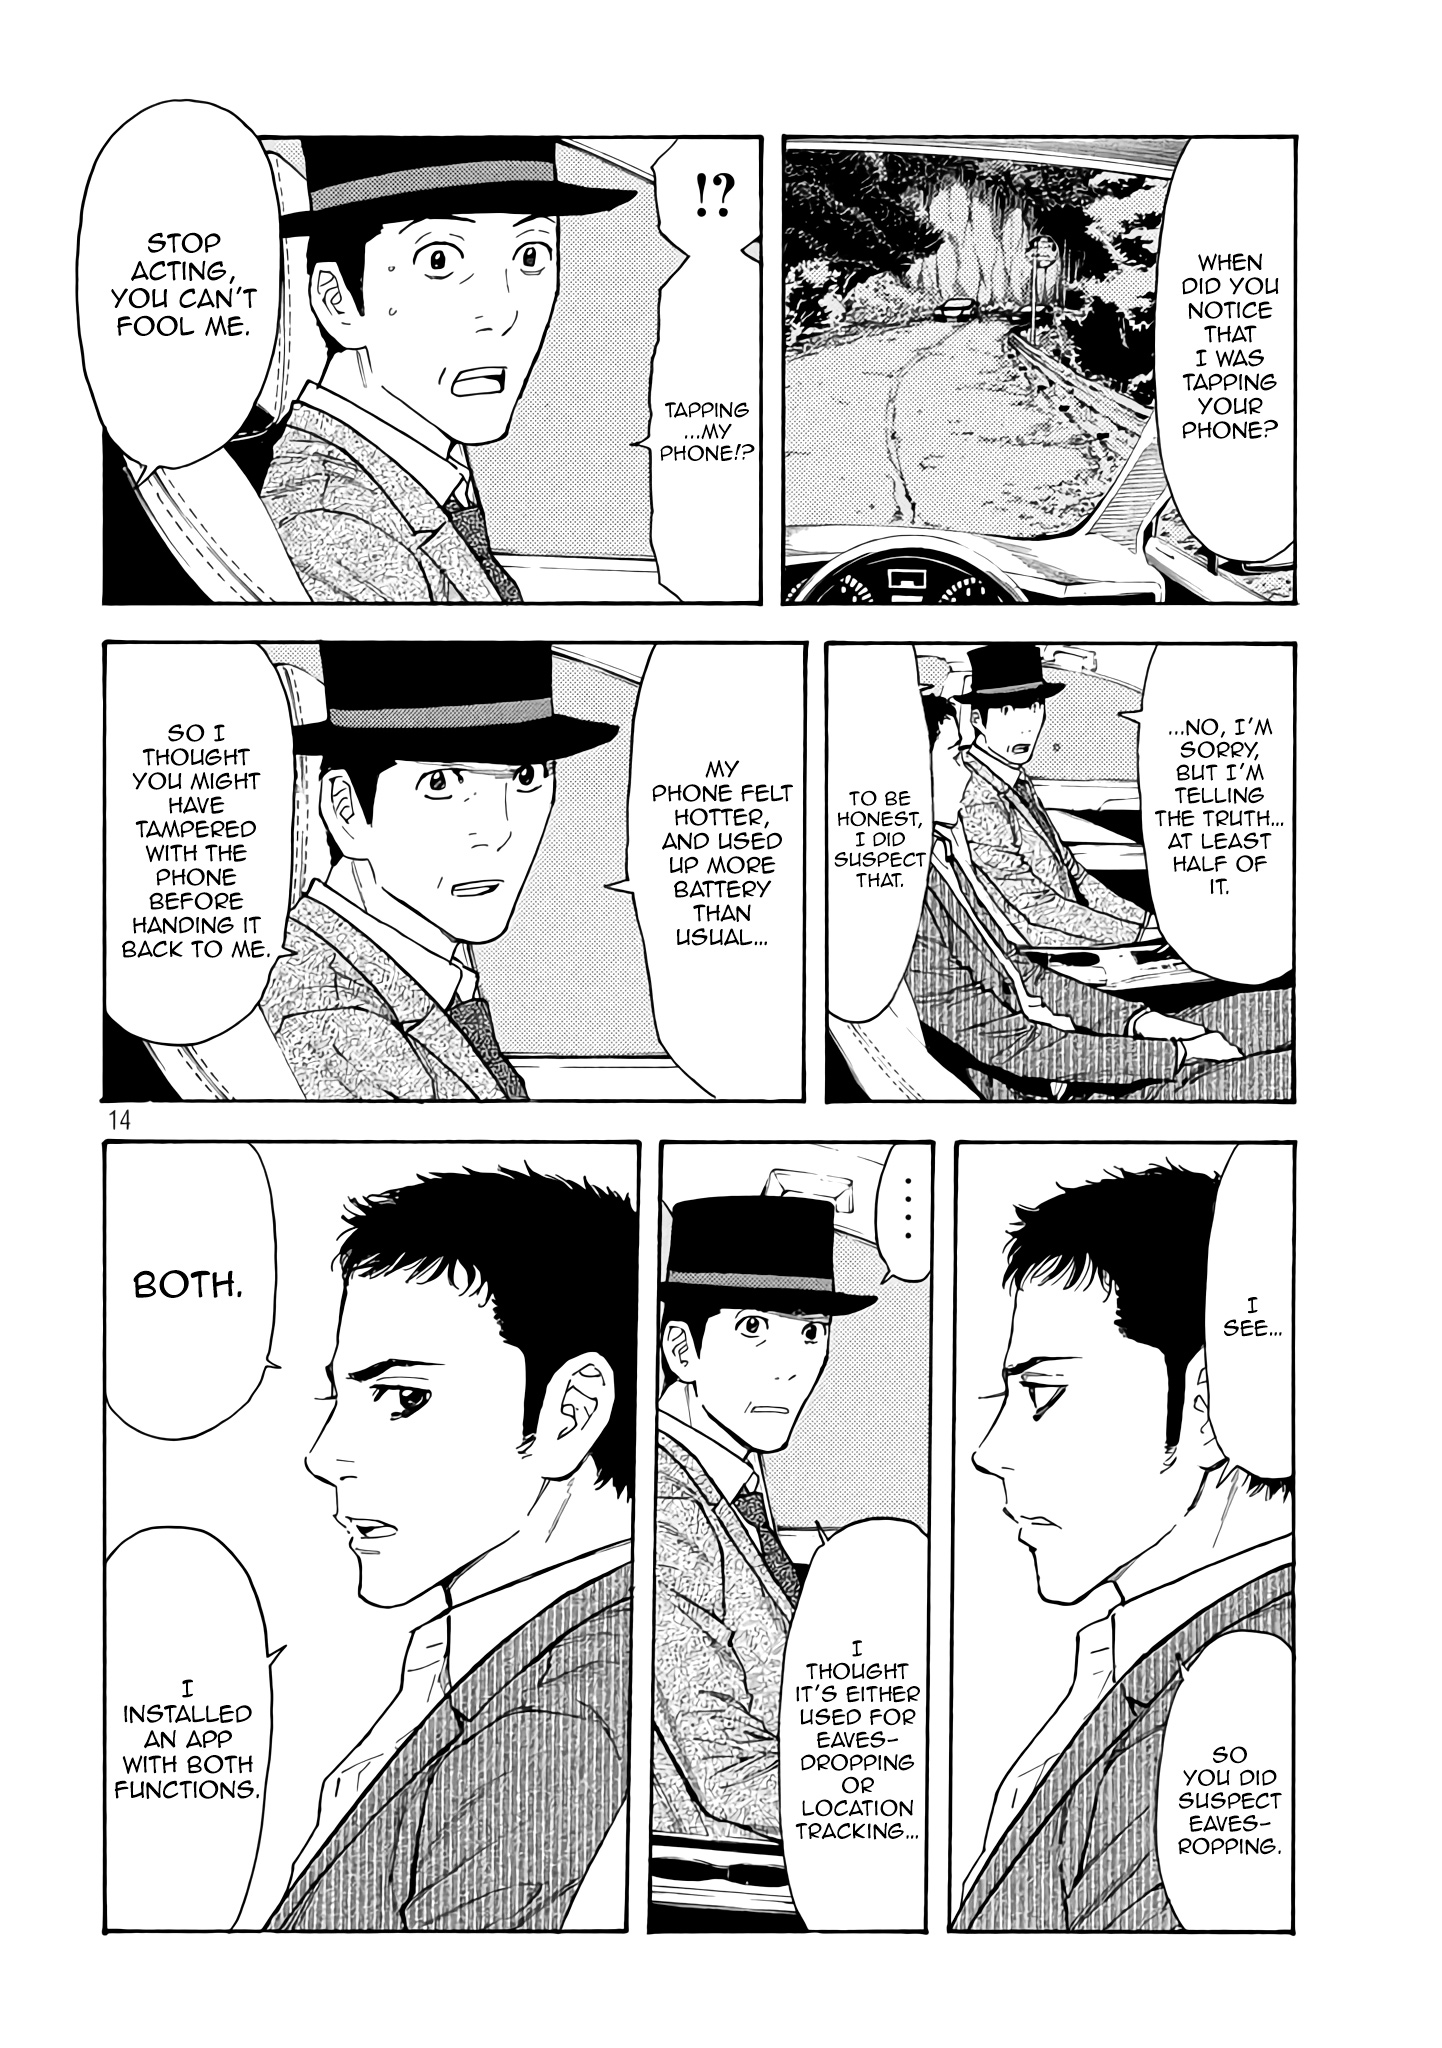 WHEN
DID YOU
NOTICE
THAT
I WAS
TAPPING
YOUR
PHONE?
!?
TAPPING
...MY
PHONE!?
STOP
ACTING,
YOU CAN'T
FOOL ME.
...NO, I'M
SORRY,
BUT I'M
TELLING
THE TRUTH...
AT LEAST
HALF OF
IT.
TO BE
HONEST,
I DID
SUSPECT
THAT.
MY
PHONE FELT
HOTTER,
AND USED
UP MORE
BATTERY
THAN
USUAL...
SO I
THOUGHT
YOU MIGHT
HAVE
TAMPERED
WITH THE
PHONE
BEFORE
HANDING IT
BACK TO ME.
14
I
SEE...
SO
YOU DID
SUSPECT
EAVES-
ROPPING.
....
I
THOUGHT
IT'S EITHER
USED FOR
EAVES-
DROPPING
OR
LOCATION
TRACKING...
BOTH.
I
INSTALLED
AN APP
WITH BOTH
FUNCTIONS.